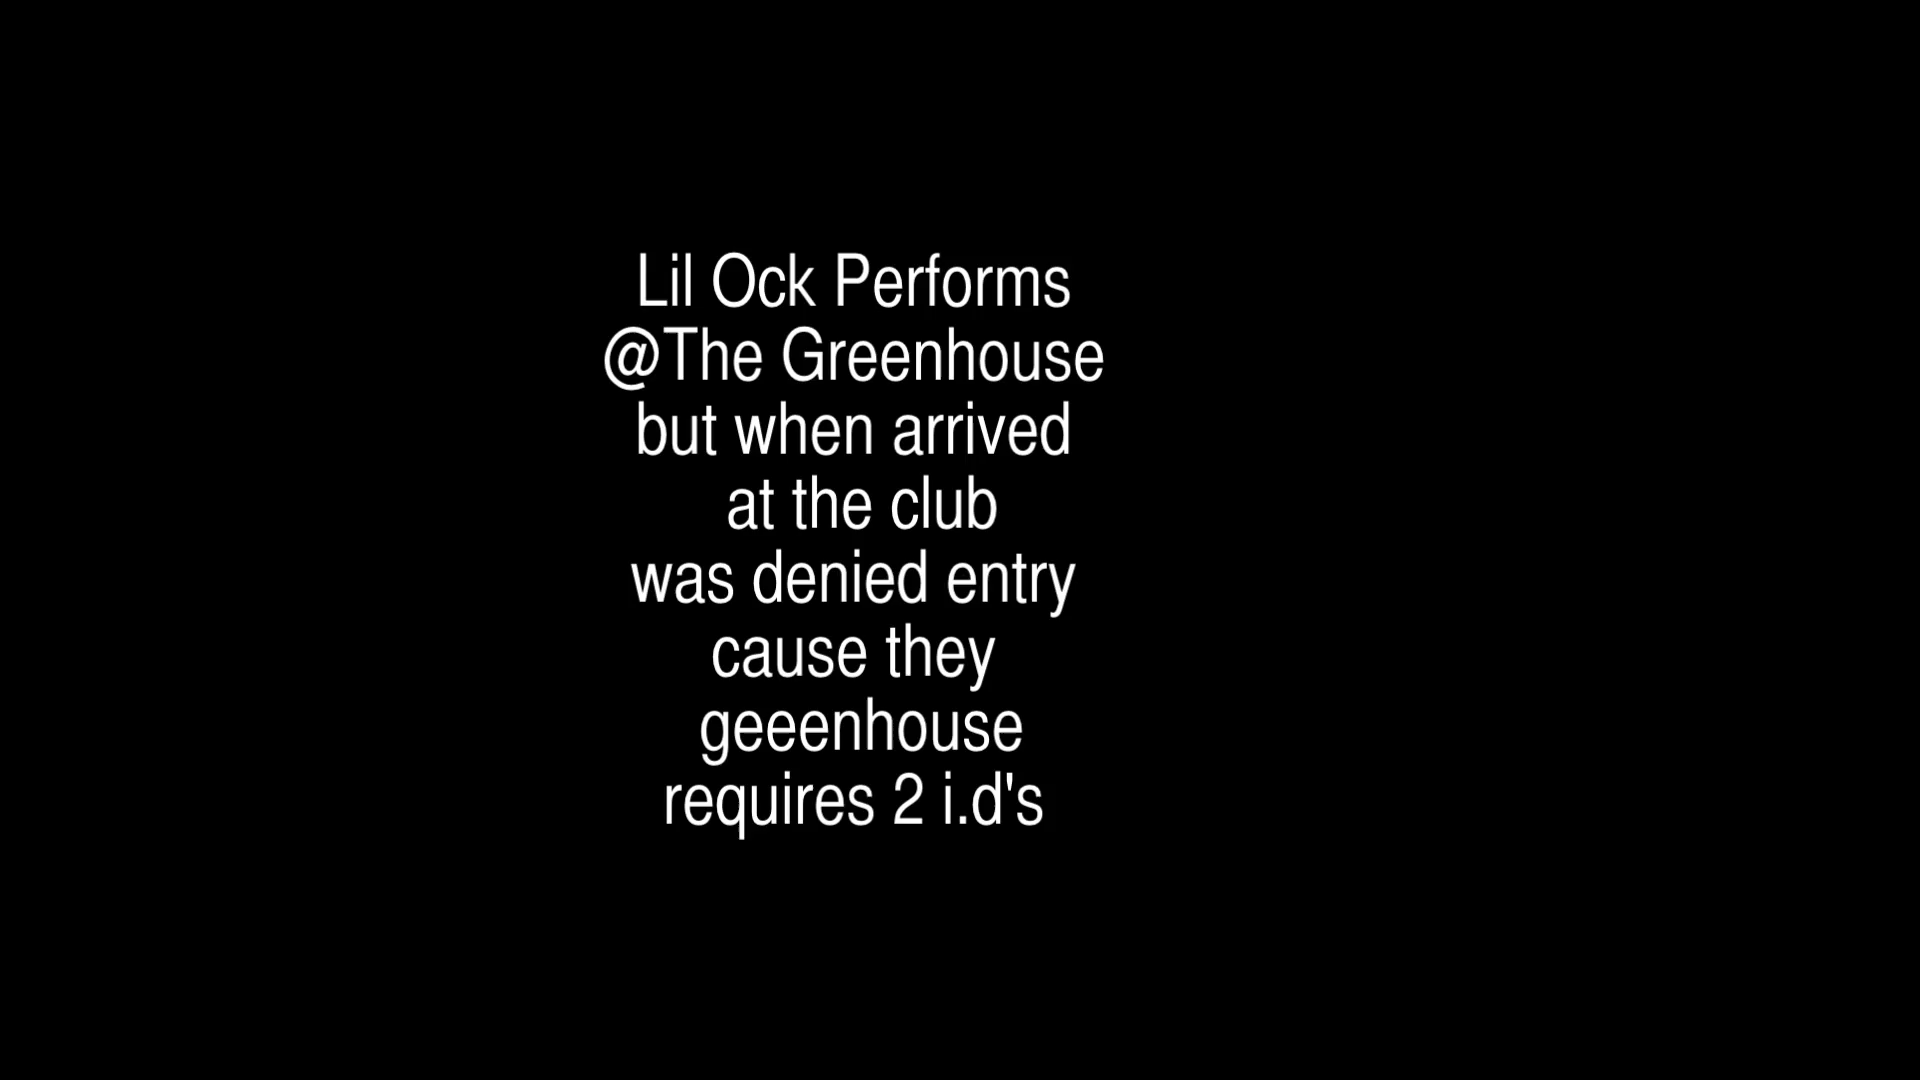 Lil Ock Performs
@The Greenhouse
but when arrived
at the club
was denied entry
cause they
geeenhouse
requires 2 i.d's